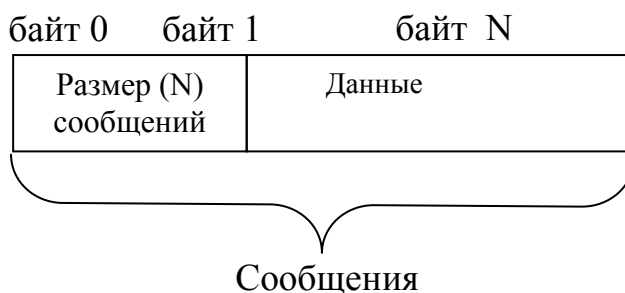 байт 0 байт 1 байт N
Размер (N) Данные
сообщений
Сообщения